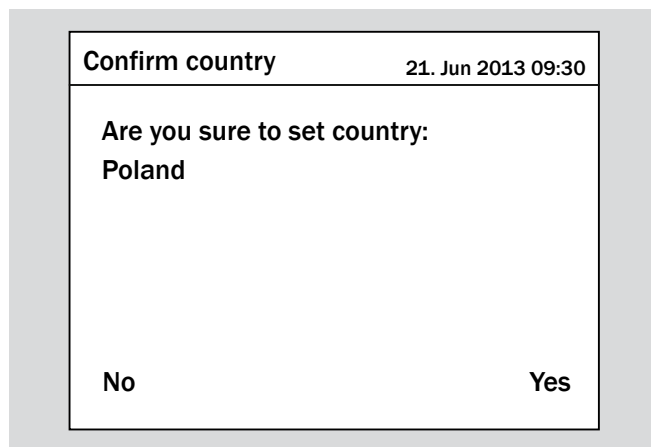 Confirm country 21. Jun 2013 09:30
Are you sure to set country:
Poland
No Yes